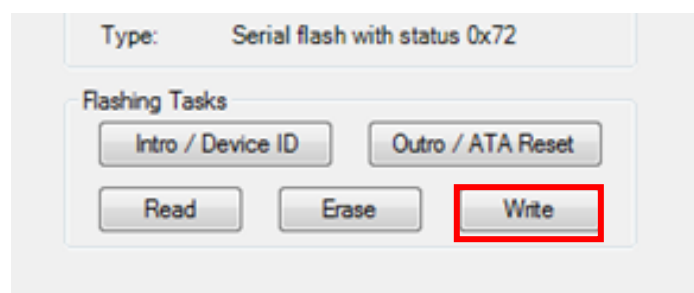 Type: Serial flash with status 0x72
Flashing Tasks
Intro / Device ID Outro / ATA Reset
Read Erase Write